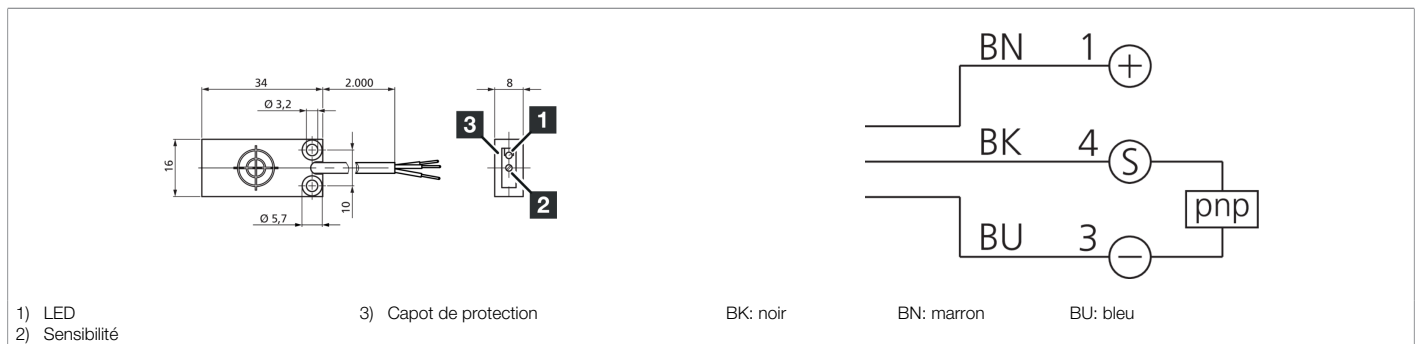 34
2.000
8
Ø 3,2
16
10
Ø 5,7
3
1
2
BN 1 +
BK 4 S
pnp
BU 3 −
1) LED
2) Sensibilité
3) Capot de protection
BK: noir
BN: marron
BU: bleu